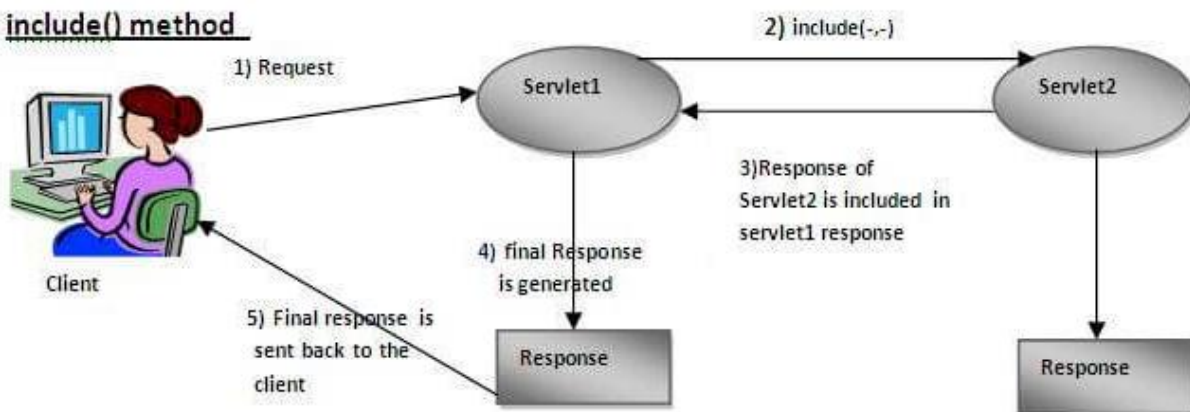 include() method
2) include(-,-)
1) Request
Servlet1
Servlet2
3)Response of
Servlet2 is included in
servlet1 response
4) final Response
is generated
Client
5) Final response is
sent back to the
client
Response
Response